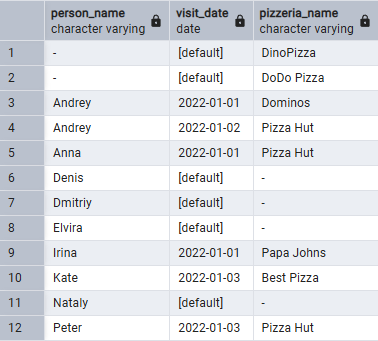 person_name visit_date pizzeria_name
character varying date character varying
1 - [default] DinoPizza
2 - [default] DoDo Pizza
3 Andrey 2022-01-01 Dominos
4 Andrey 2022-01-02 Pizza Hut
5 Anna 2022-01-01 Pizza Hut
6 Denis [default] -
7 Dmitriy [default] -
8 Elvira [default] -
9 Irina 2022-01-01 Papa Johns
10 Kate 2022-01-03 Best Pizza
11 Nataly [default] -
12 Peter 2022-01-03 Pizza Hut